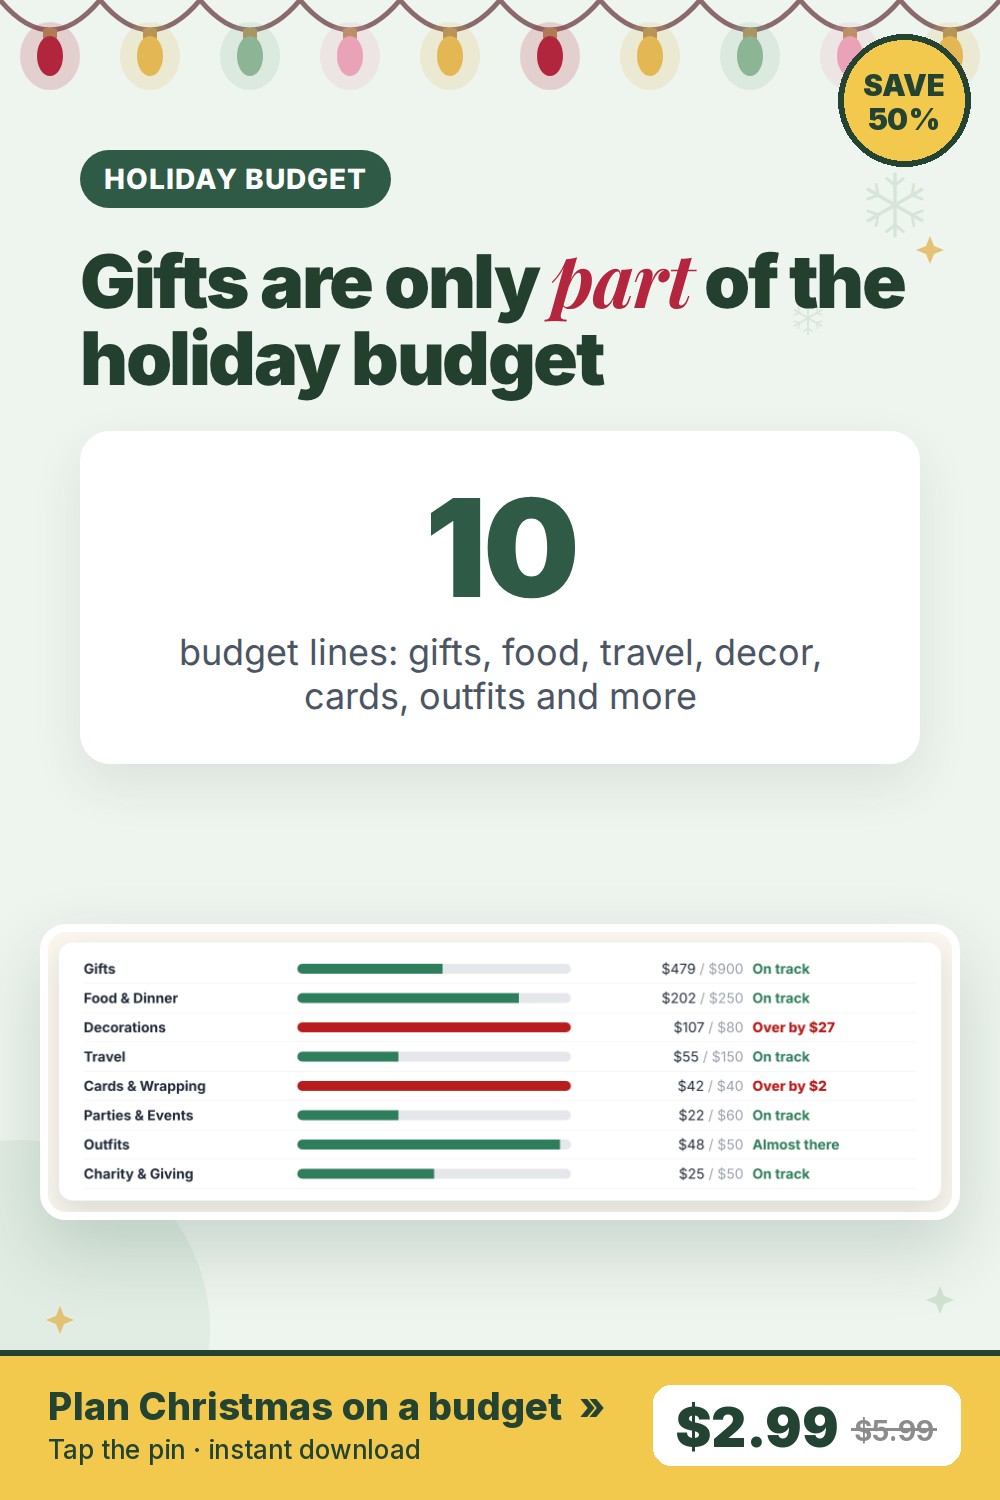 SAVE
50%
HOLIDAY BUDGET
Gifts are only part of the
holiday budget
10
budget lines: gifts, food, travel, decor,
cards, outfits and more
Gifts $479 / $900 On track
Food & Dinner $202 / $250 On track
Decorations $107 / $80 Over by $27
Travel $55 / $150 On track
Cards & Wrapping $42 / $40 Over by $2
Parties & Events $22 / $60 On track
Outfits $48 / $50 Almost there
Charity & Giving $25 / $50 On track
Plan Christmas on a budget »
Tap the pin · instant download
$2.99 $5.99